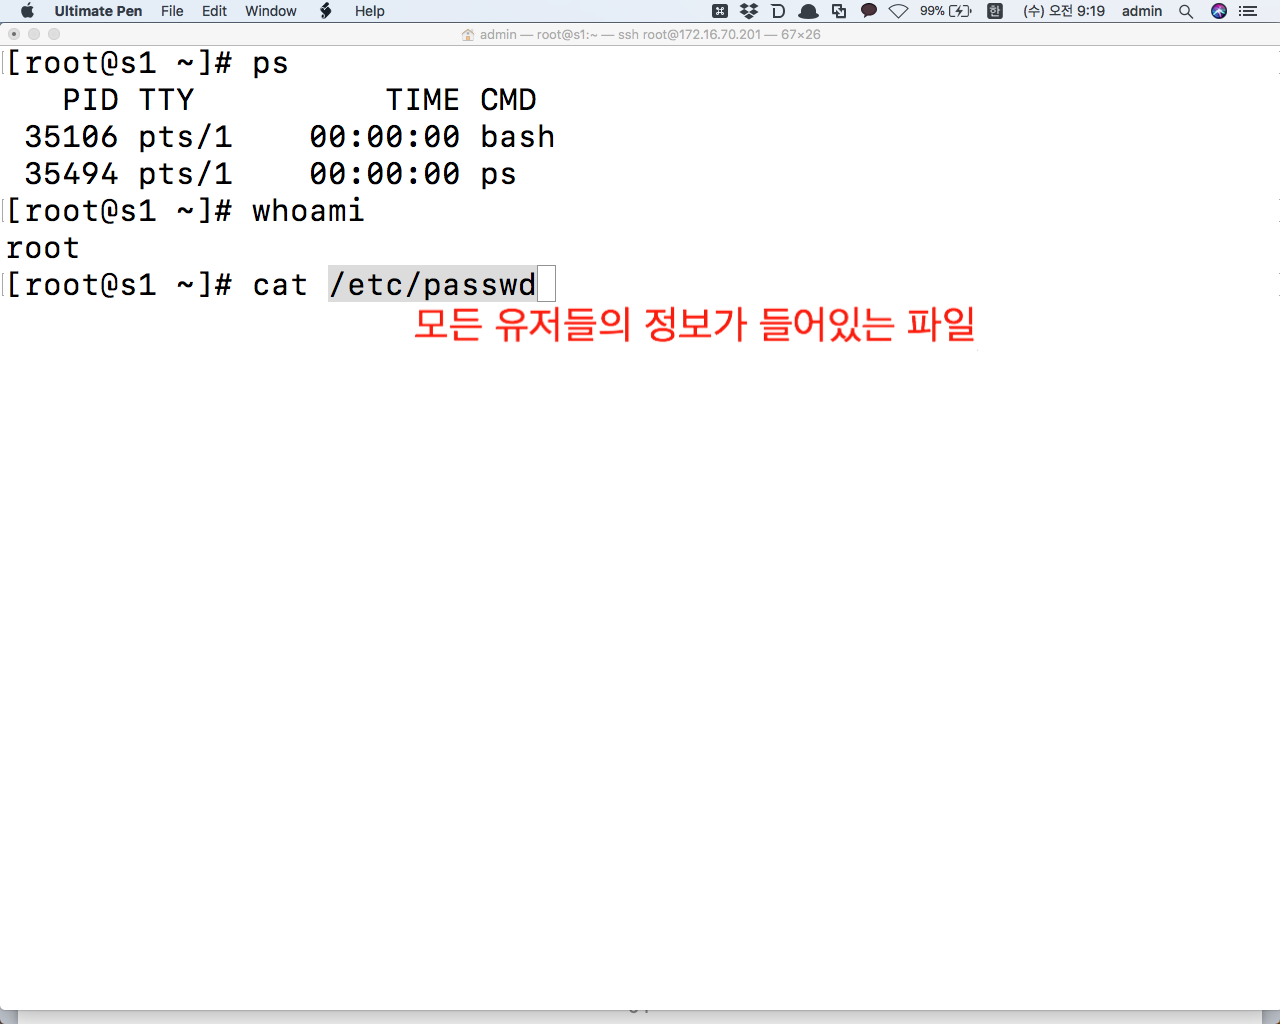 Ultimate Pen File Edit Window Help 99% 한 (수) 오전 9:19 admin
admin — root@s1:~ — ssh root@172.16.70.201 — 67×26
[root@s1 ~]# ps
PID TTY TIME CMD
35106 pts/1 00:00:00 bash
35494 pts/1 00:00:00 ps
[root@s1 ~]# whoami
root
[root@s1 ~]# cat /etc/passwd
모든 유저들의 정보가 들어있는 파일